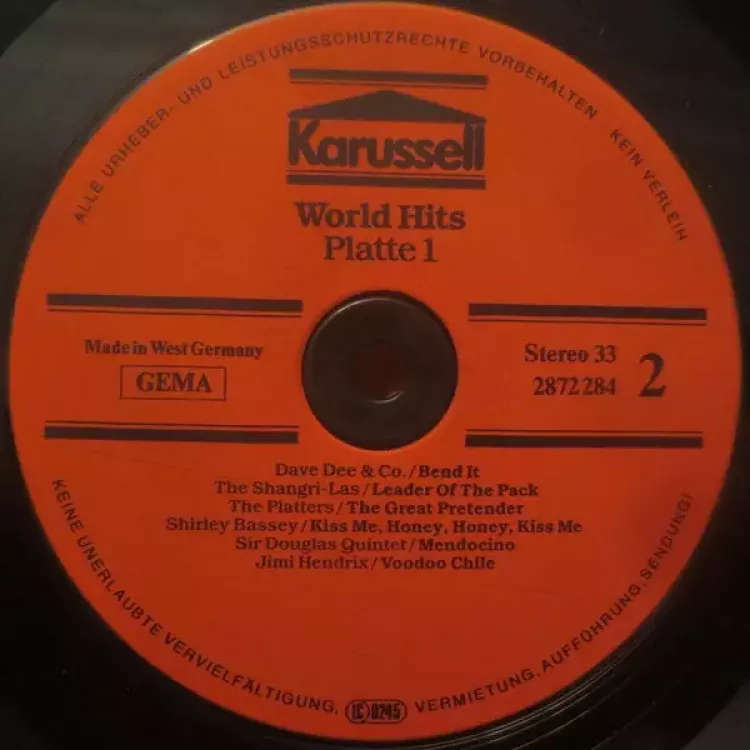 ALLE URHEBER- UND LEISTUNGSSCHUTZRECHTE VORBEHALTEN KEIN VERLEIH
Karussell
World Hits
Platte 1
Made in West Germany
GEMA
Stereo 33
2872 284
2
Dave Dee & Co./Bend It
The Shangri-Las/Leader Of The Pack
The Platters/The Great Pretender
Shirley Bassey/Kiss Me, Honey, Honey, Kiss Me
Sir Douglas Quintet/Mendocino
Jimi Hendrix/Voodoo Chile
KEINE UNERLAUBTE VERVIELFÄLTIGUNG, LC 0245 VERMIETUNG, AUFFÜHRUNG, SENDUNG!